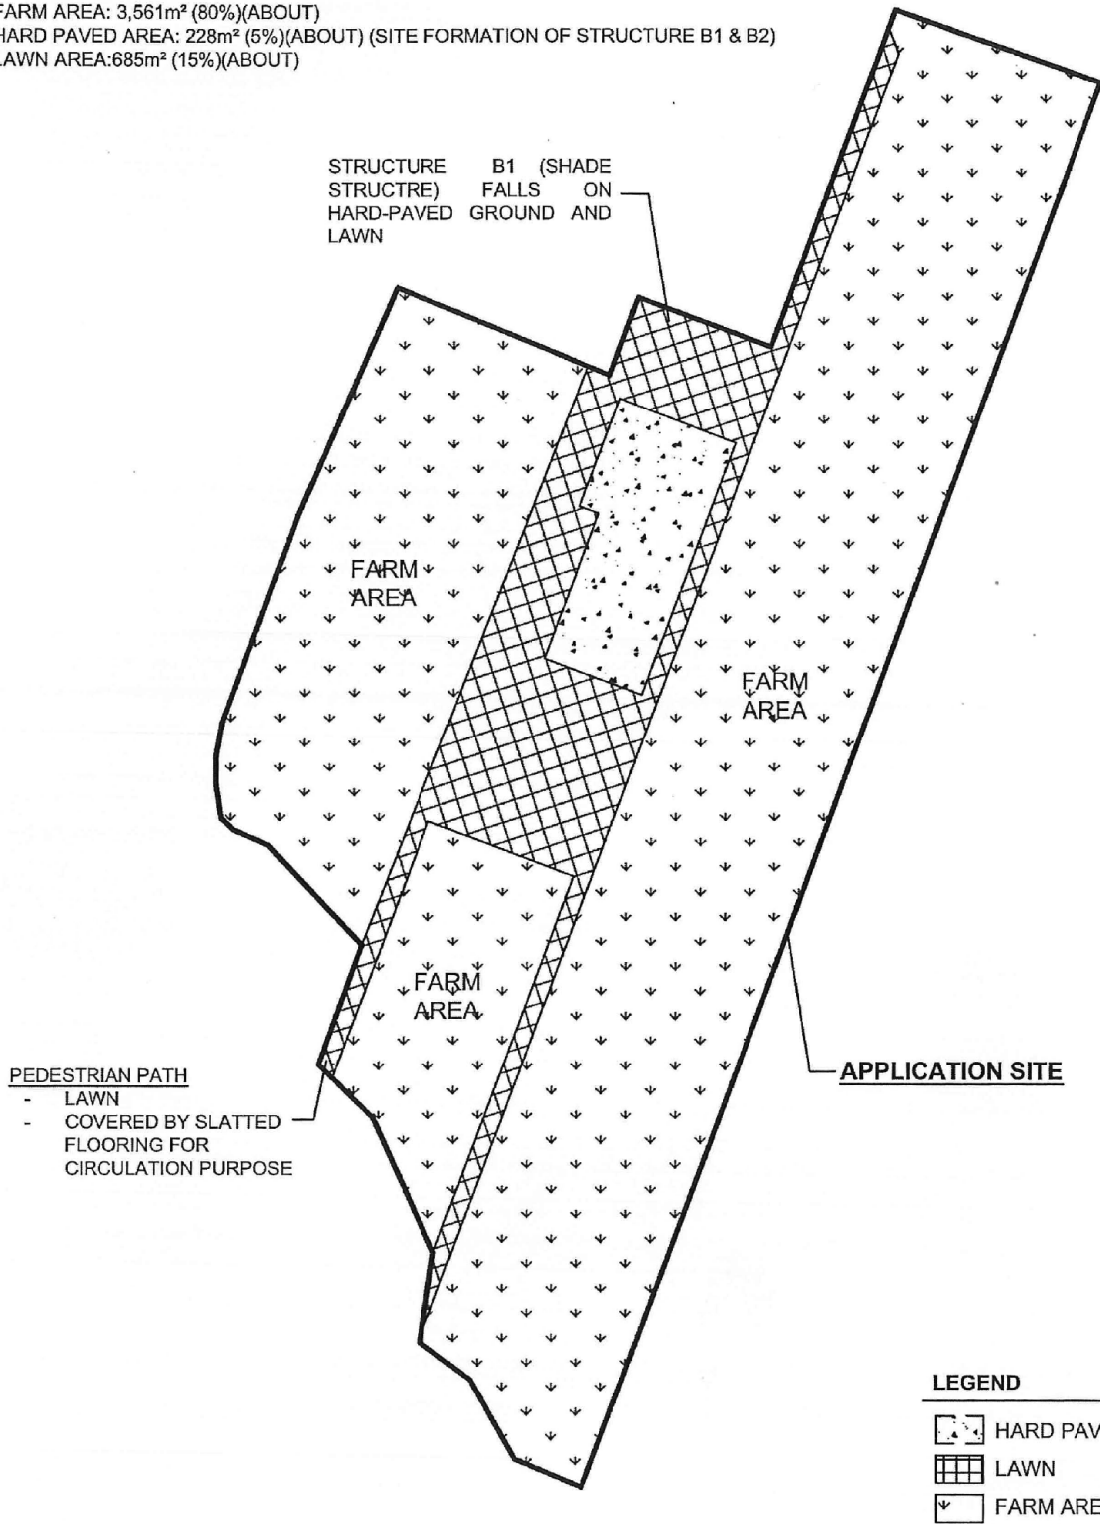 FARM AREA: 3,561m² (80%)(ABOUT)
HARD PAVED AREA: 228m² (5%)(ABOUT) (SITE FORMATION OF STRUCTURE B1 & B2)
LAWN AREA:685m² (15%)(ABOUT)
STRUCTURE B1 (SHADE
STRUCTRE) FALLS ON
HARD-PAVED GROUND AND
LAWN
FARM
AREA
FARM
AREA
FARM
AREA
PEDESTRIAN PATH
- LAWN
- COVERED BY SLATTED
FLOORING FOR
CIRCULATION PURPOSE
APPLICATION SITE
LEGEND
HARD PAV
LAWN
FARM ARE